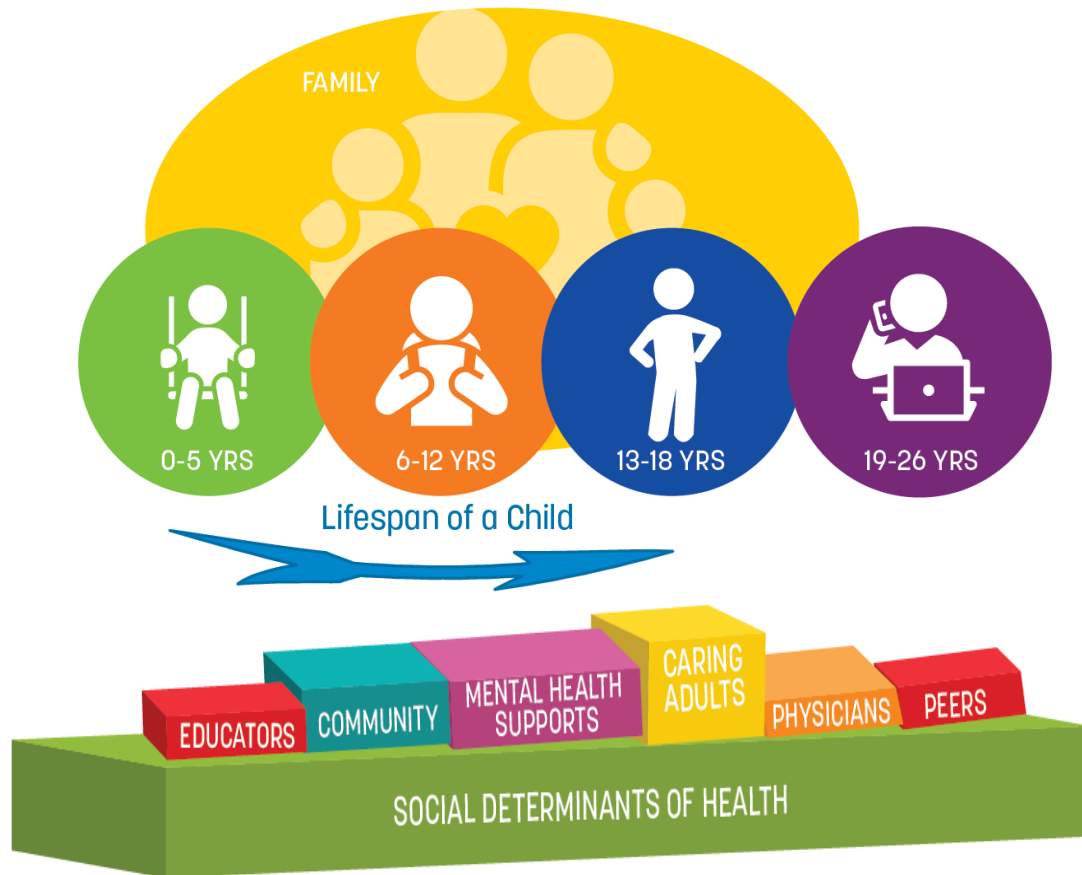 FAMILY
0-5 YRS
6-12 YRS
13-18 YRS
19-26 YRS
Lifespan of a Child
EDUCATORS
COMMUNITY
MENTAL HEALTH
SUPPORTS
CARING
ADULTS
PHYSICIANS
PEERS
SOCIAL DETERMINANTS OF HEALTH